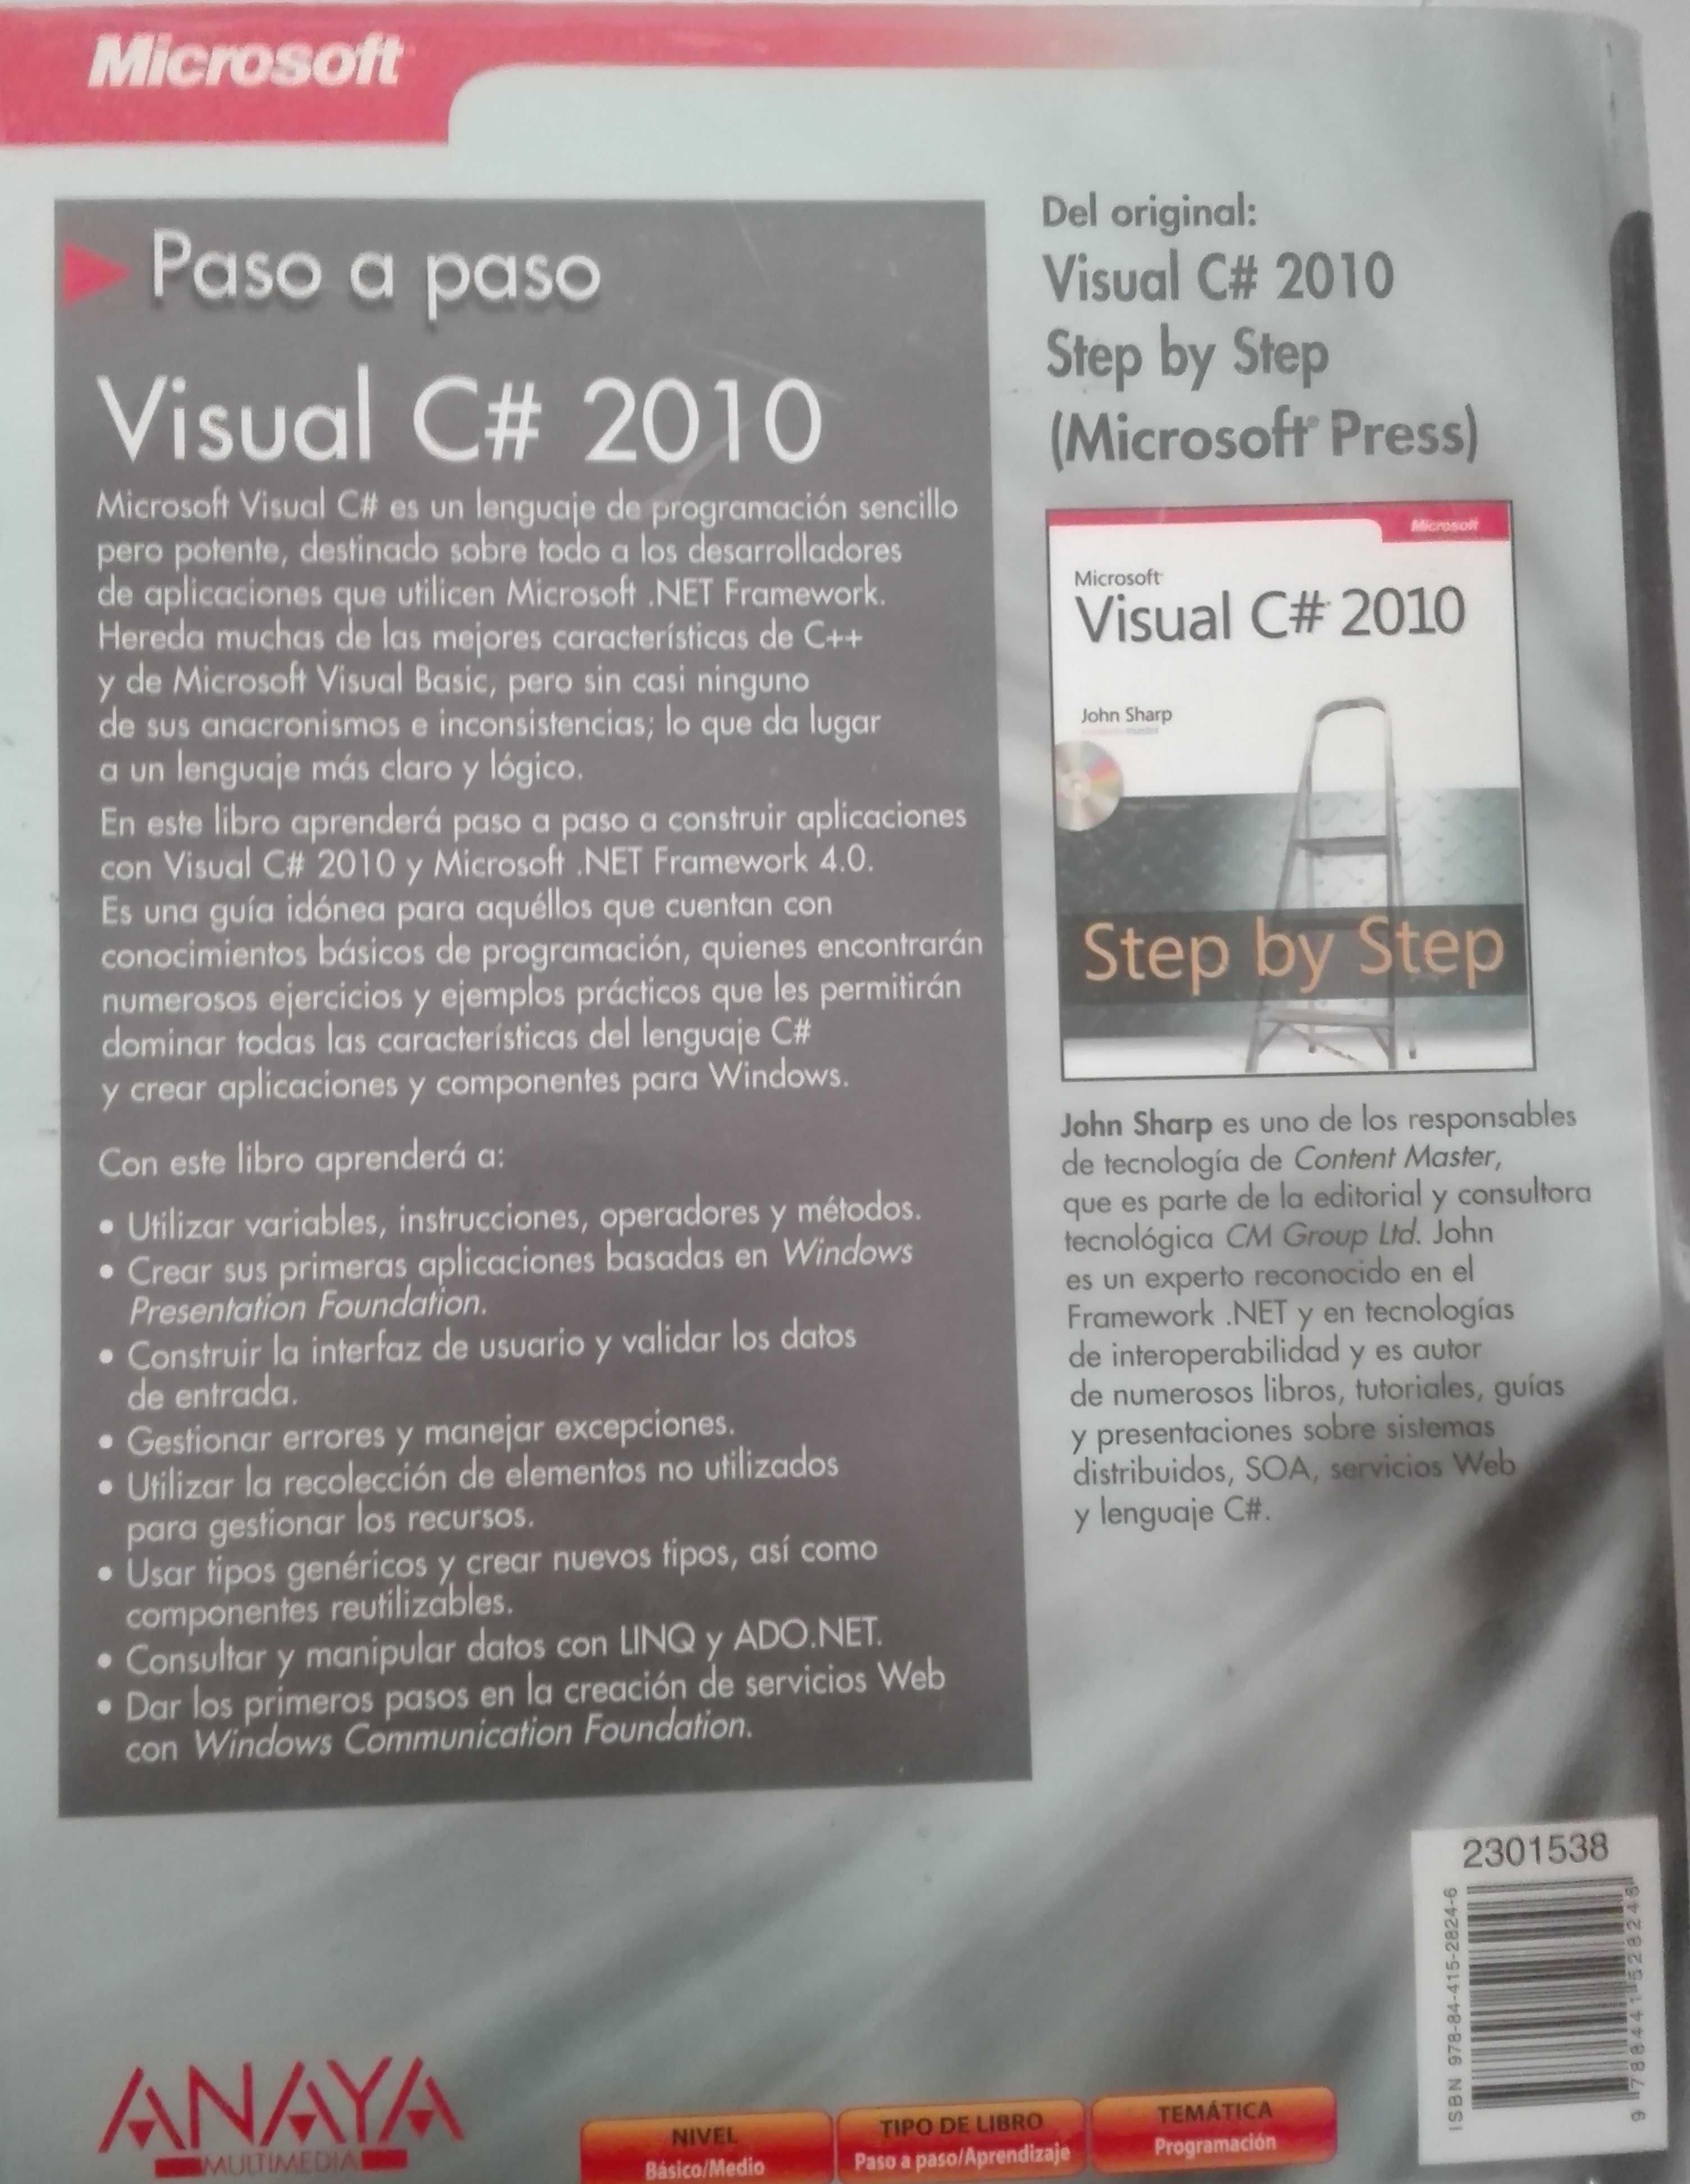 Microsoft
Paso a paso
Visual C# 2010
Microsoft Visual C# es un lenguaje de programación sencillo
pero potente, destinado sobre todo a los desarrolladores
de aplicaciones que utilicen Microsoft .NET Framework.
Hereda muchas de las mejores características de C++
y de Microsoft Visual Basic, pero sin casi ninguno
de sus anacronismos e inconsistencias; lo que da lugar
a un lenguaje más claro y lógico.
En este libro aprenderá paso a paso a construir aplicaciones
con Visual C# 2010 y Microsoft .NET Framework 4.0.
Es una guía idónea para aquéllos que cuentan con
conocimientos básicos de programación, quienes encontrarán
numerosos ejercicios y ejemplos prácticos que les permitirán
dominar todas las características del lenguaje C#
y crear aplicaciones y componentes para Windows.
Con este libro aprenderá a:
• Utilizar variables, instrucciones, operadores y métodos.
• Crear sus primeras aplicaciones basadas en Windows
Presentation Foundation.
• Construir la interfaz de usuario y validar los datos
de entrada.
• Gestionar errores y manejar excepciones.
• Utilizar la recolección de elementos no utilizados
para gestionar los recursos.
• Usar tipos genéricos y crear nuevos tipos, así como
componentes reutilizables.
• Consultar y manipular datos con LINQ y ADO.NET.
• Dar los primeros pasos en la creación de servicios Web
con Windows Communication Foundation.
Del original:
Visual C# 2010
Step by Step
(Microsoft® Press)
Microsoft
Microsoft
Visual C# 2010
John Sharp
Step by Step
John Sharp es uno de los responsables
de tecnología de Content Master,
que es parte de la editorial y consultora
tecnológica CM Group Ltd. John
es un experto reconocido en el
Framework .NET y en tecnologías
de interoperabilidad y es autor
de numerosos libros, tutoriales, guías
y presentaciones sobre sistemas
distribuidos, SOA, servicios Web
y lenguaje C#.
2301538
ISBN 978-84-415-2824-6
9 788441 528246
ANAYA
MULTIMEDIA
NIVEL
Básico/Medio
TIPO DE LIBRO
Paso a paso/Aprendizaje
TEMÁTICA
Programación